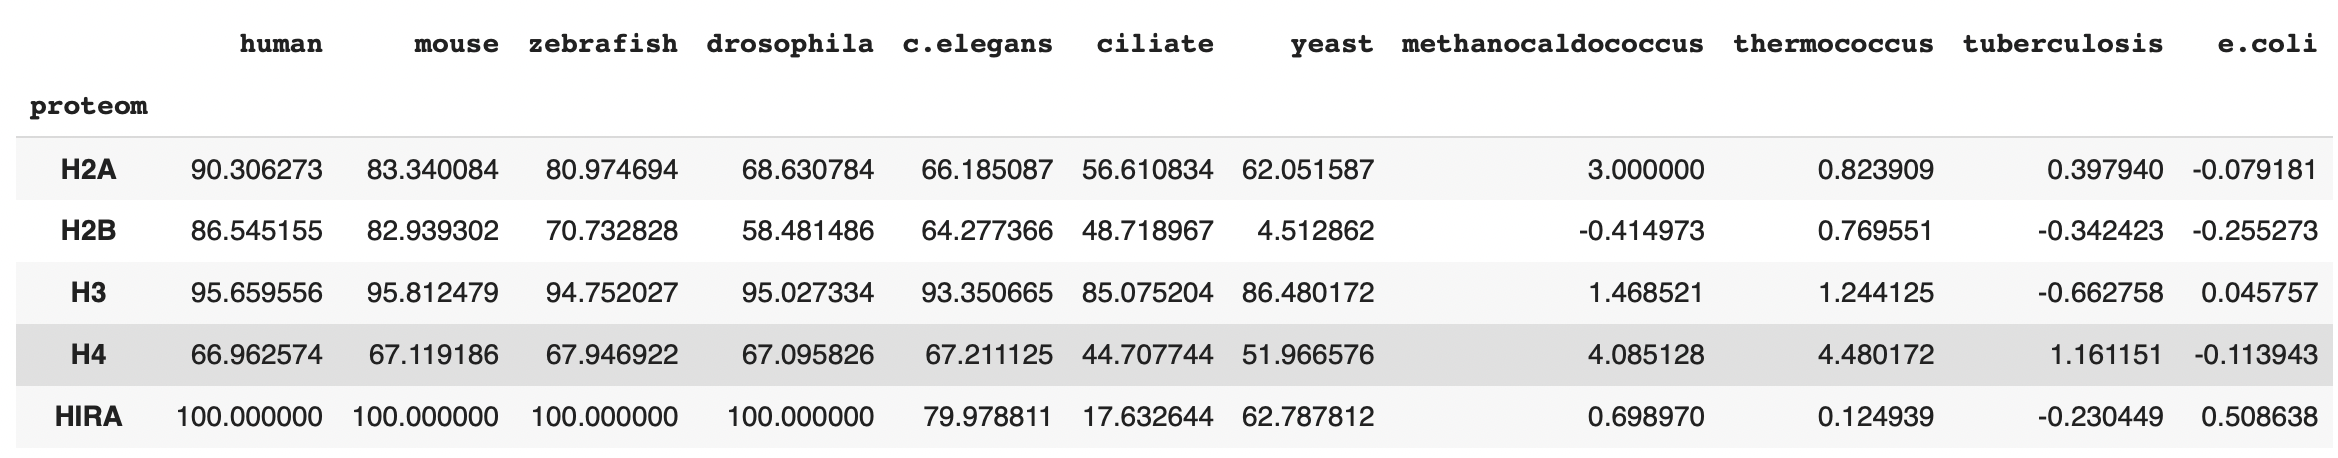 human mouse zebrafish drosophila c.elegans ciliate yeast methanocaldococcus thermococcus tuberculosis e.coli
proteom
H2A 90.306273 83.340084 80.974694 68.630784 66.185087 56.610834 62.051587 3.000000 0.823909 0.397940 -0.079181
H2B 86.545155 82.939302 70.732828 58.481486 64.277366 48.718967 4.512862 -0.414973 0.769551 -0.342423 -0.255273
H3 95.659556 95.812479 94.752027 95.027334 93.350665 85.075204 86.480172 1.468521 1.244125 -0.662758 0.045757
H4 66.962574 67.119186 67.946922 67.095826 67.211125 44.707744 51.966576 4.085128 4.480172 1.161151 -0.113943
HIRA 100.000000 100.000000 100.000000 100.000000 79.978811 17.632644 62.787812 0.698970 0.124939 -0.230449 0.508638